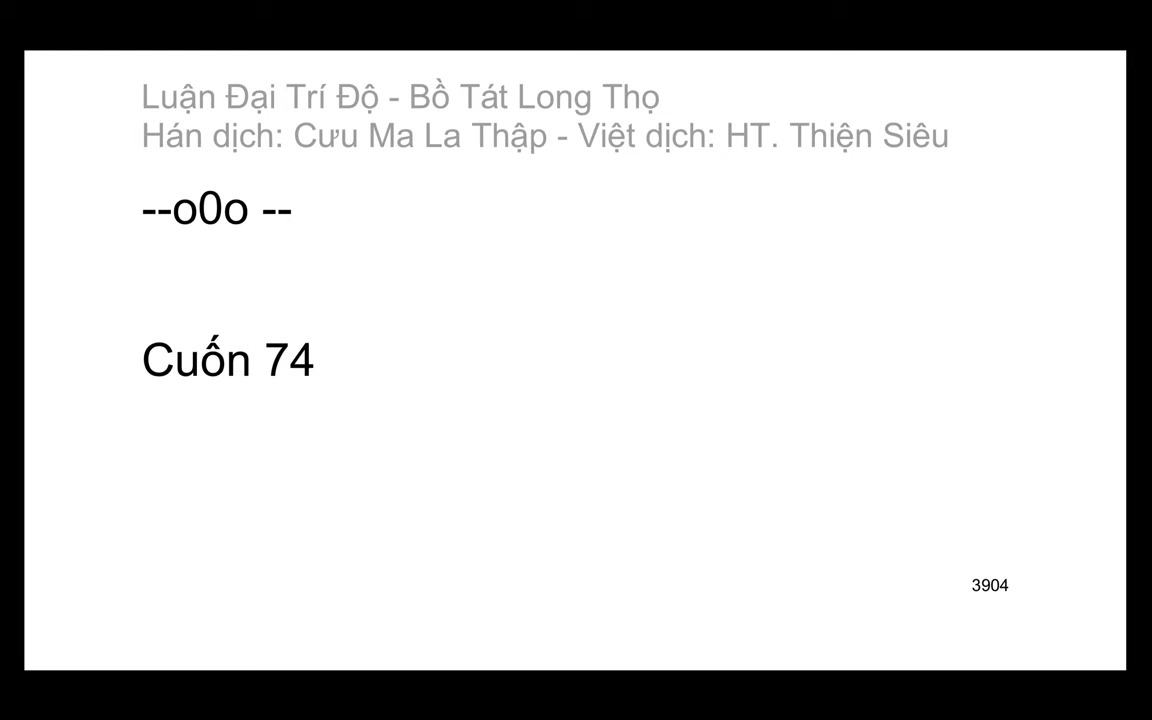 Luận Đại Trí Độ - Bồ Tát Long Thọ
Hán dịch: Cưu Ma La Thập - Việt dịch: HT. Thiện Siêu
--o0o --
Cuốn 74
3904